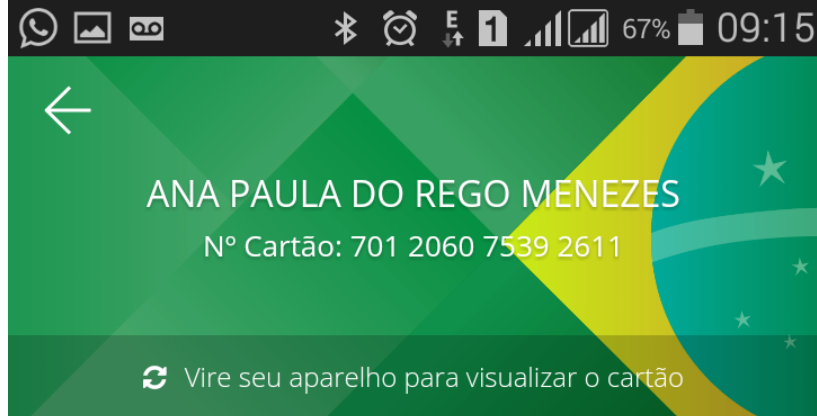 E 1 67% 09:15
ANA PAULA DO REGO MENEZES
Nº Cartão: 701 2060 7539 2611
Vire seu aparelho para visualizar o cartão